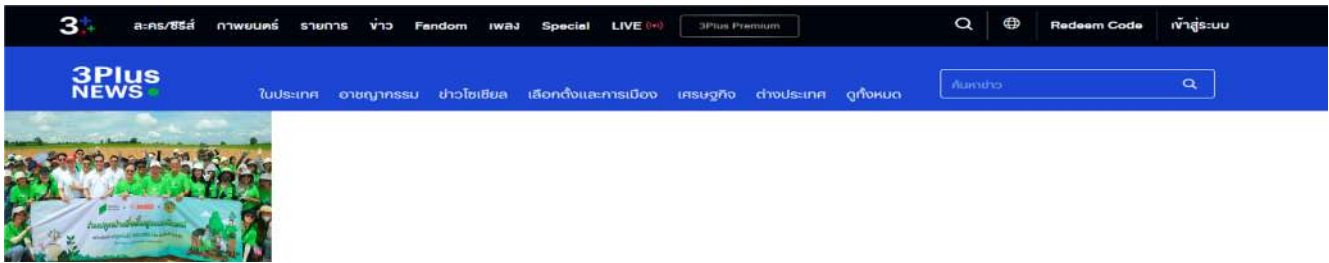 3+ ละคร/ซีรีส์ ภาพยนตร์ รายการ ข่าว Fandom เพลง Special LIVE 3Plus Premium Redeem Code เข้าสู่ระบบ
3Plus
NEWS
ในประเทศ อาชญากรรม ข่าวโซเชียล เลือกตั้งและการเมือง เศรษฐกิจ ต่างประเทศ ดูทั้งหมด ค้นหาข่าว